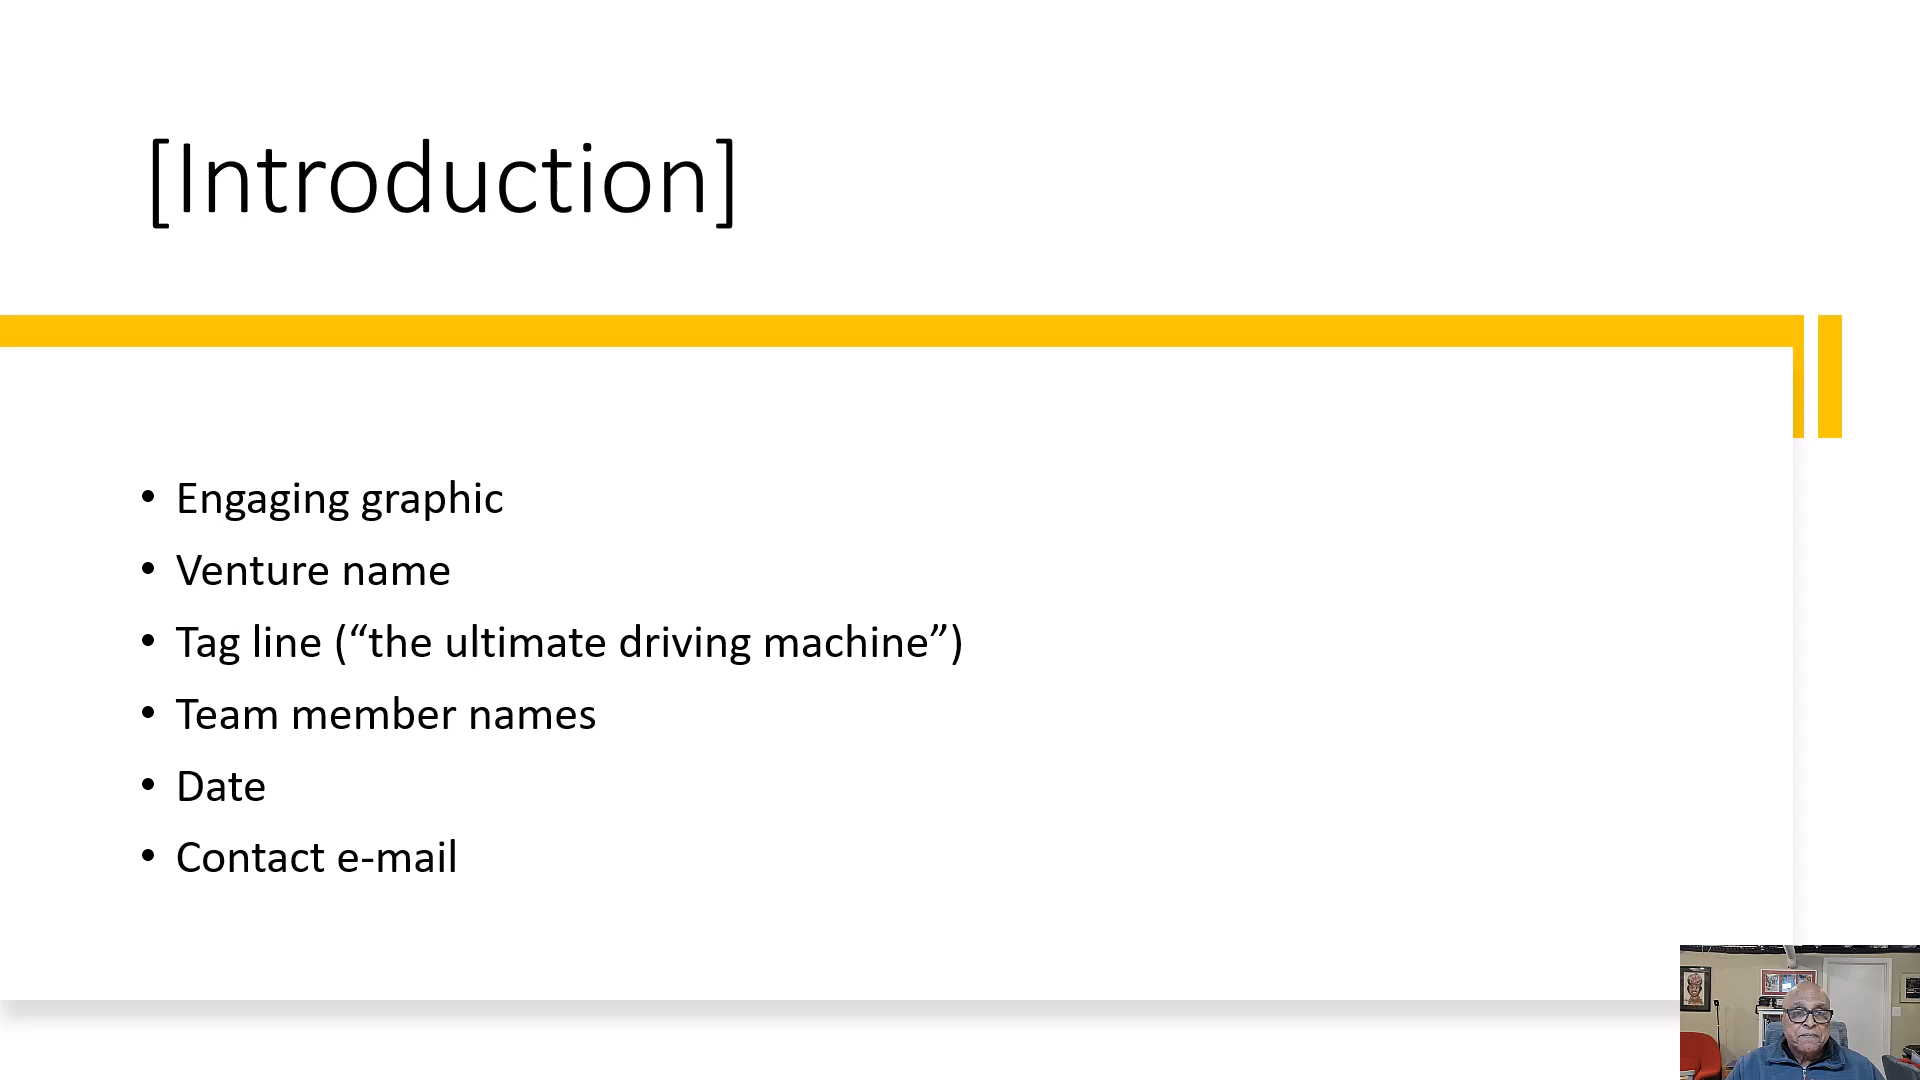 [Introduction]
• Engaging graphic
• Venture name
• Tag line (“the ultimate driving machine”)
• Team member names
• Date
• Contact e-mail